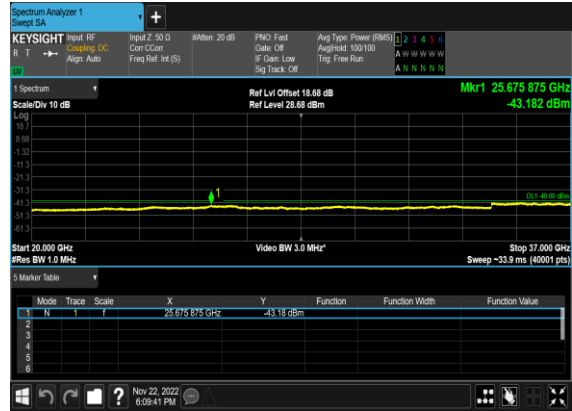 Spectrum Analyzer 1
Swept SA
KEYSIGHT
R T
Input: RF
Coupling: DC
Align: Auto
Input Z: 50 Ω
Corr CCorr
Freq Ref: Int (S)
#Atten: 20 dB
PNO: Fast
Gate: Off
IF Gain: Low
Sig Track: Off
Avg Type: Power (RMS)
Avg|Hold: 100/100
Trig: Free Run
1 2 3 4 5 6
A W W W W W
A N N N N N
1 Spectrum
Scale/Div 10 dB
Ref Lvl Offset 18.68 dB
Ref Level 28.68 dBm
Mkr1 25.675 875 GHz
-43.182 dBm
Log
18.7
8.68
-1.32
-11.3
-21.3
-31.3
-41.3
-51.3
-61.3
1
DL1 -40.00 dBm
Start 20.000 GHz
#Res BW 1.0 MHz
Video BW 3.0 MHz*
Stop 37.000 GHz
Sweep ~33.9 ms (40001 pts)
5 Marker Table
Mode Trace Scale X Y Function Function Width Function Value
1 N 1 f 25.675 875 GHz -43.18 dBm
2
3
4
5
6
?
Nov 22, 2022
6:09:41 PM